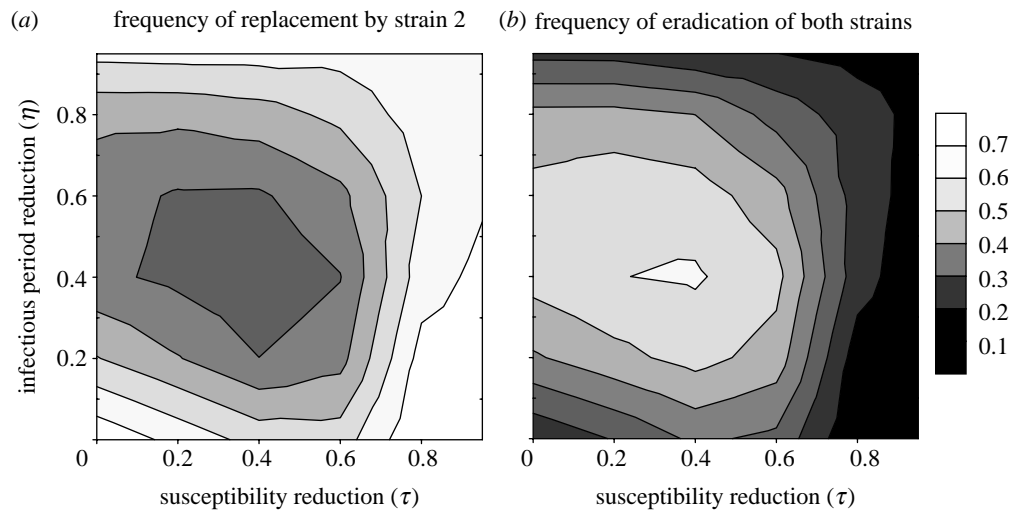 (a) frequency of replacement by strain 2
(b) frequency of eradication of both strains
infectious period reduction (η)
0.8
0.6
0.4
0.2
0 0.2 0.4 0.6 0.8
susceptibility reduction (τ)
0 0.2 0.4 0.6 0.8
susceptibility reduction (τ)
0.7
0.6
0.5
0.4
0.3
0.2
0.1